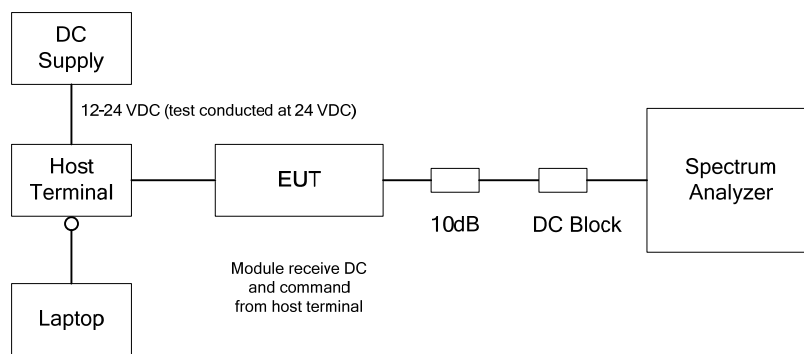 DC
Supply
12-24 VDC (test conducted at 24 VDC)
Host
Terminal
EUT
10dB
DC Block
Spectrum
Analyzer
Module receive DC
and command
from host terminal
Laptop